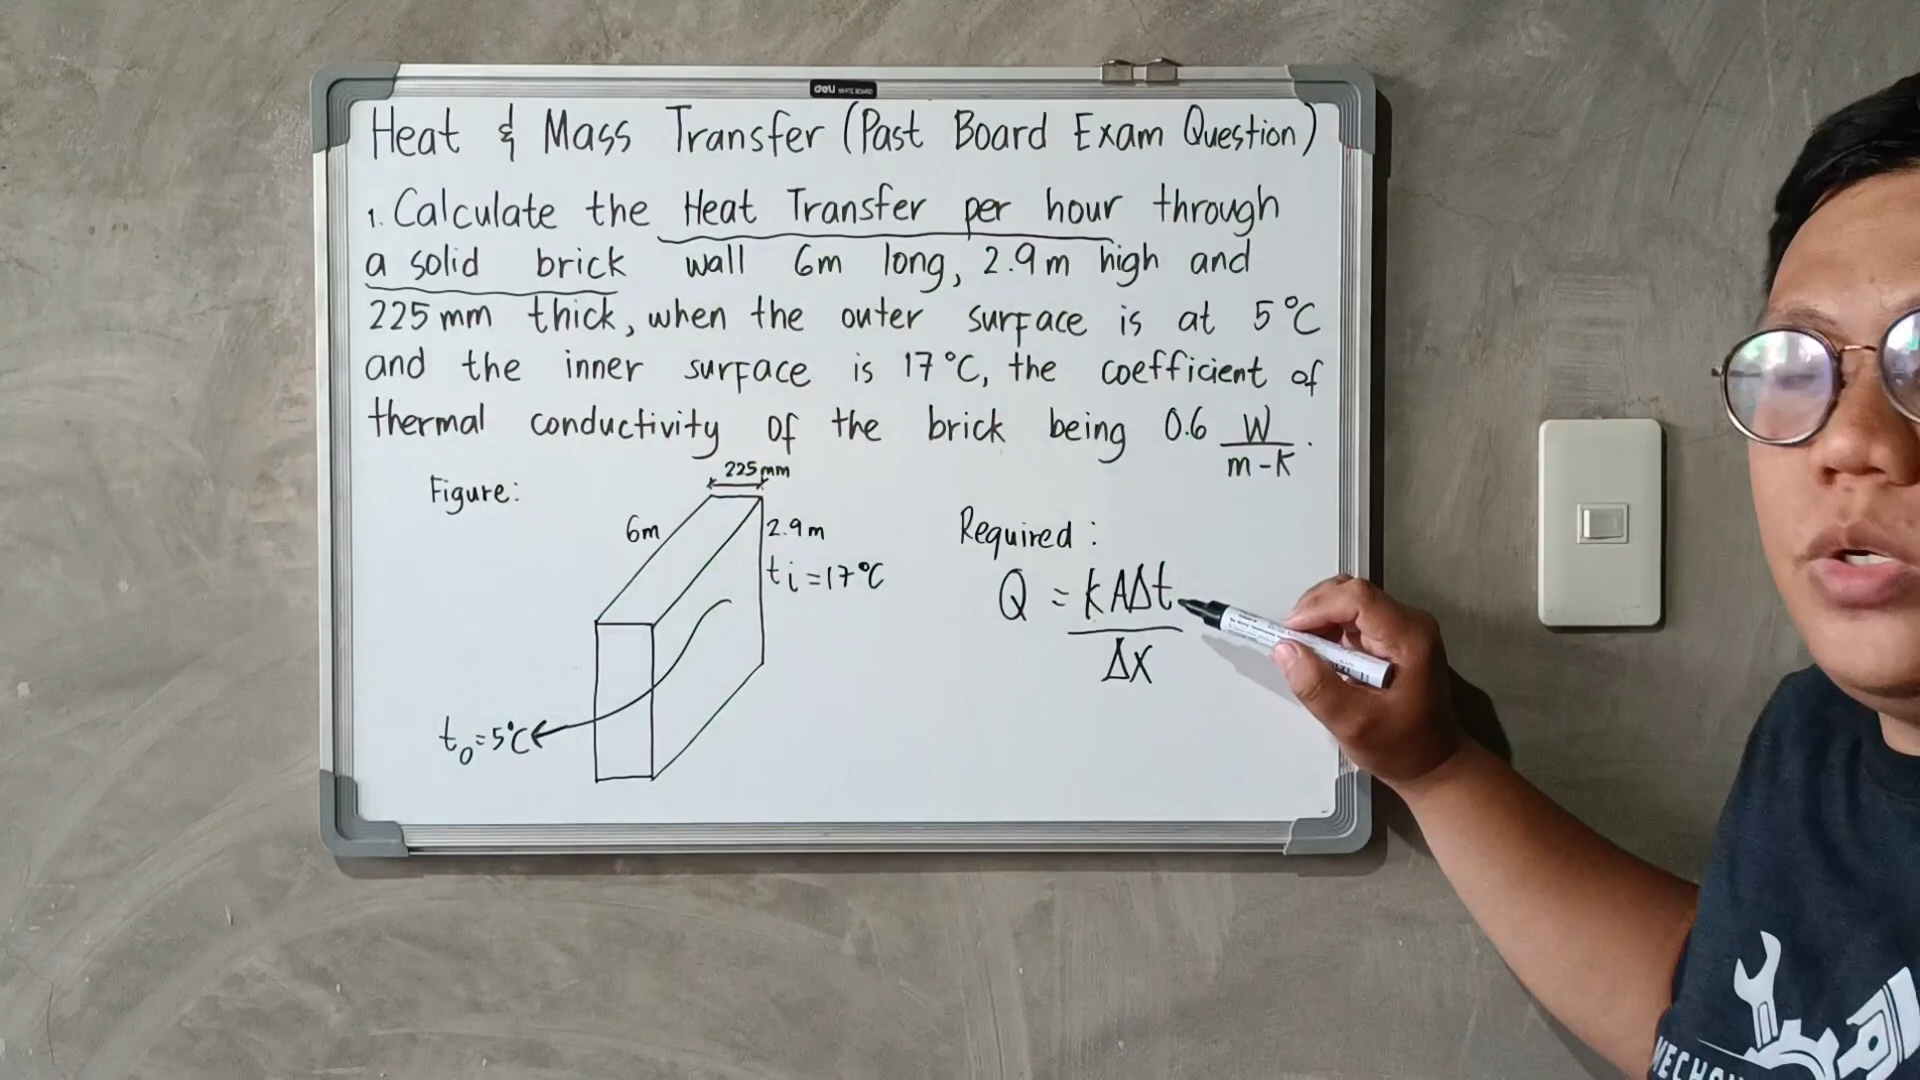 deli WHITE BOARD
Heat & Mass Transfer (Past Board Exam Question)
1. Calculate the Heat Transfer per hour through
a solid brick wall 6m long, 2.9m high and
225mm thick, when the outer surface is at 5°C
and the inner surface is 17°C, the coefficient of
thermal conductivity of the brick being 0.6 W/m-K.
Figure:
225mm
6m
2.9m
ti=17°C
to=5°C
Required:
Q = kAΔt
Δx